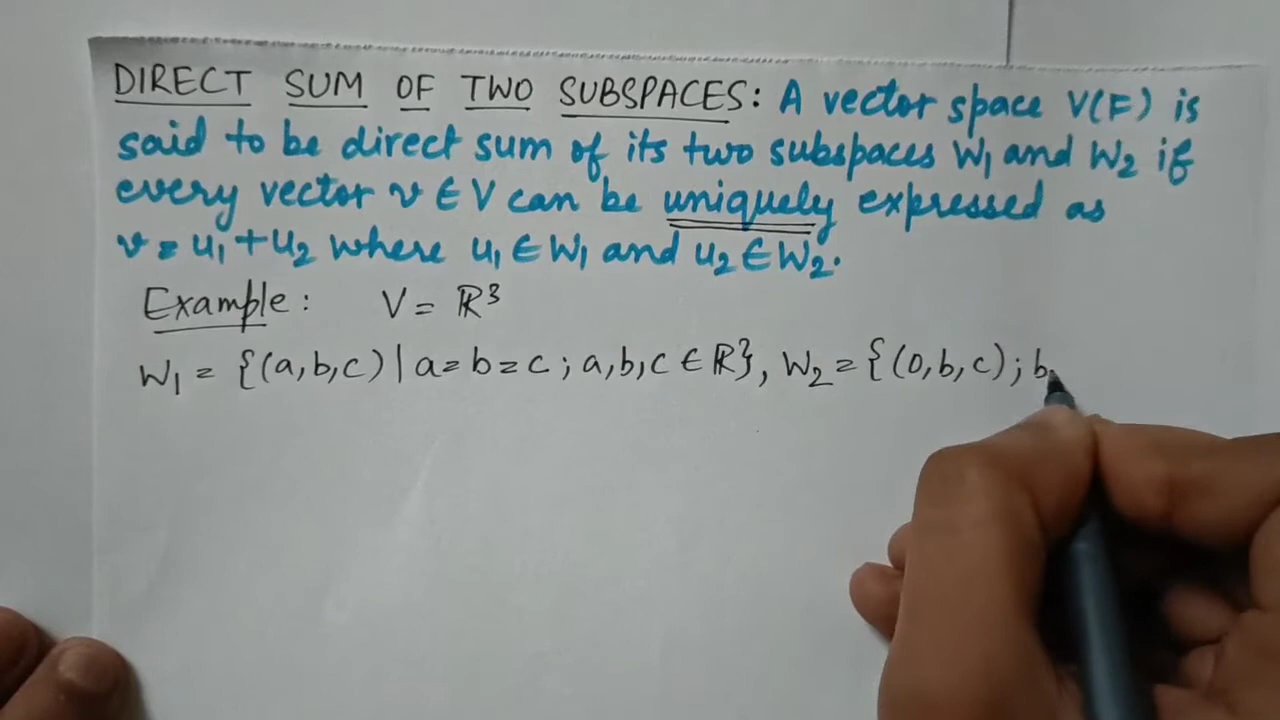 DIRECT SUM OF TWO SUBSPACES: A vector space V(F) is
said to be direct sum of its two subspaces W₁ and W₂ if
every vector v ∈ V can be uniquely expressed as
v = u₁ + u₂ where u₁ ∈ W₁ and u₂ ∈ W₂.
Example: V = ℝ³
W₁ = {(a,b,c) | a=b=c ; a,b,c ∈ ℝ}, W₂ = {(0,b,c) ; b